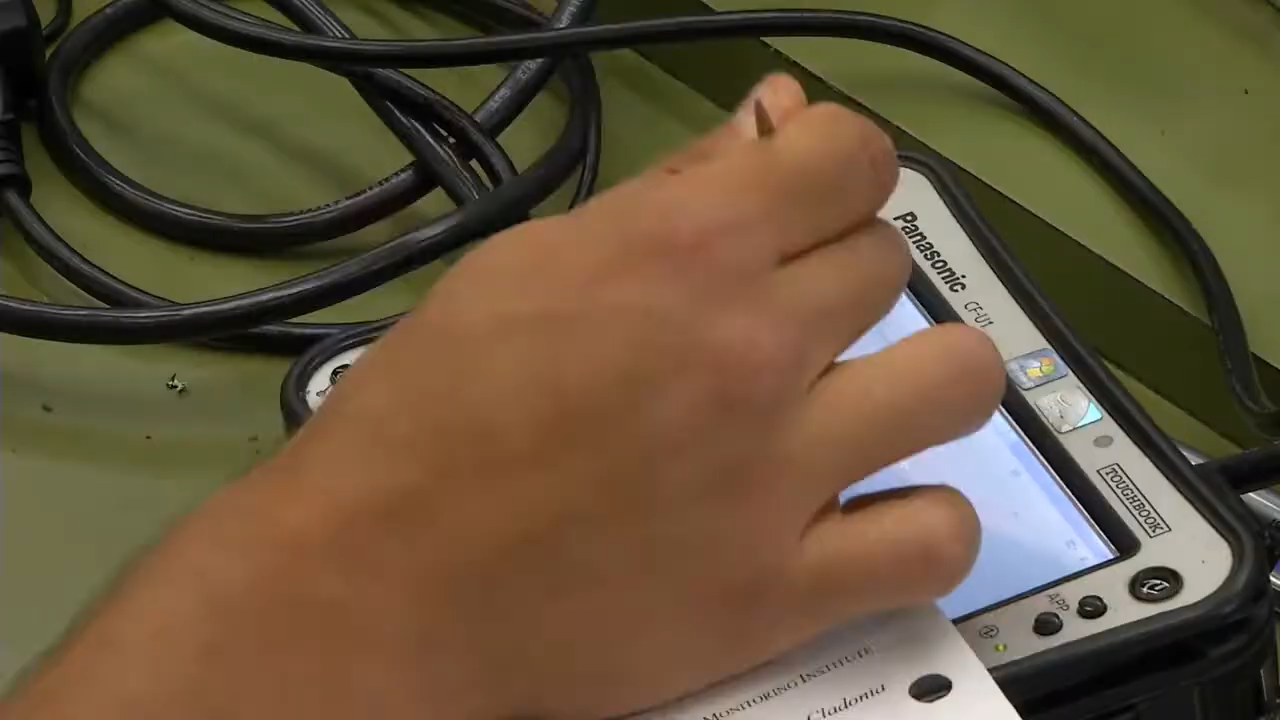 Panasonic CF-U1
TOUGHBOOK
APP
MONITORING INSTITUTE
Cladonia